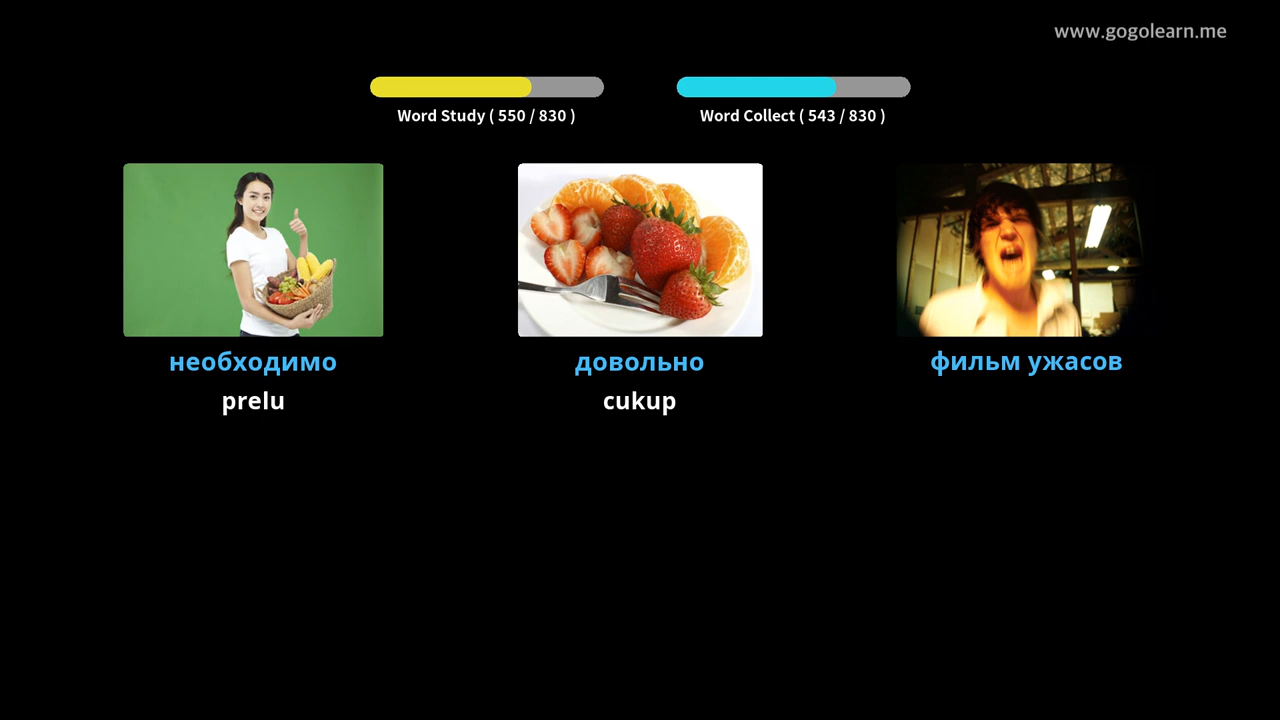 www.gogolearn.me
Word Study ( 550 / 830 )
Word Collect ( 543 / 830 )
необходимо
prelu
довольно
cukup
фильм ужасов